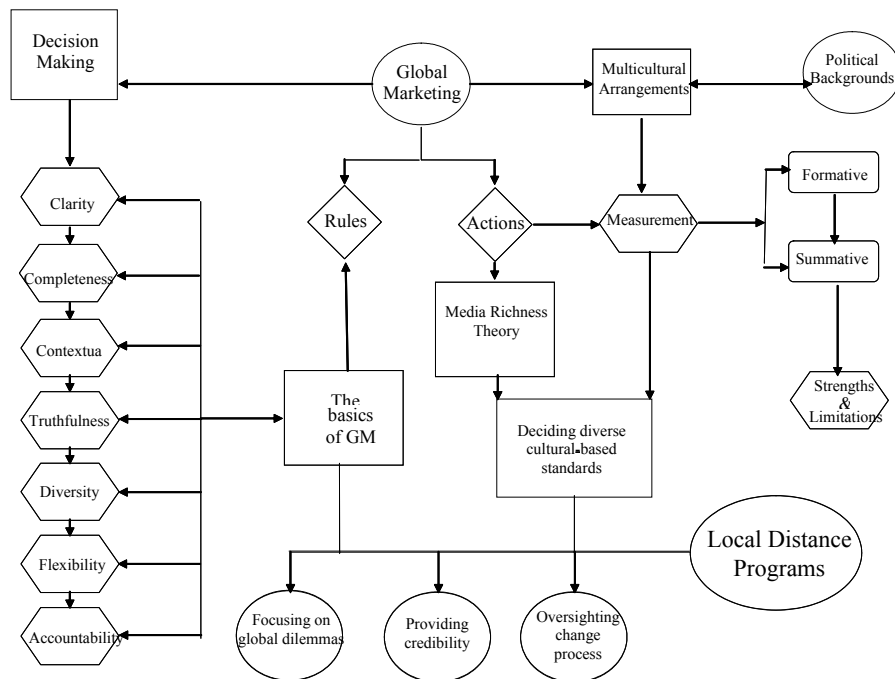 Decision
Making
Global
Marketing
Multicultural
Arrangements
Political
Backgrounds
Clarity
Completeness
Contextua
Truthfulness
Diversity
Flexibility
Accountability
Rules
Actions
Measurement
Formative
Summative
Strengths
&
Limitations
Media Richness
Theory
The
basics
of GM
Deciding diverse
cultural-based
standards
Local Distance
Programs
Focusing on
global dilemmas
Providing
credibility
Oversighting
change
process